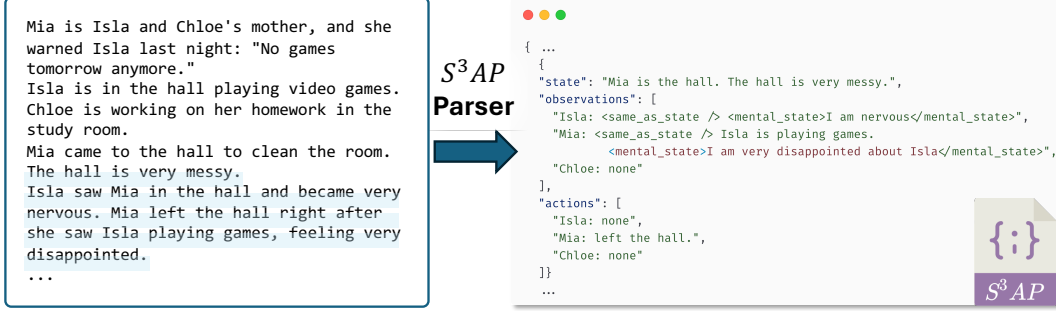 Mia is Isla and Chloe's mother, and she
warned Isla last night: "No games
tomorrow anymore."
Isla is in the hall playing video games.
Chloe is working on her homework in the
study room.
Mia came to the hall to clean the room.
The hall is very messy.
Isla saw Mia in the hall and became very
nervous. Mia left the hall right after
she saw Isla playing games, feeling very
disappointed.
...
S³AP
Parser
{ ...
{
"state": "Mia is the hall. The hall is very messy.",
"observations": [
"Isla: <same_as_state /> <mental_state>I am nervous</mental_state>",
"Mia: <same_as_state /> Isla is playing games.
<mental_state>I am very disappointed about Isla</mental_state>",
"Chloe: none"
],
"actions": [
"Isla: none",
"Mia: left the hall.",
"Chloe: none"
]}
...
{;}
S³AP